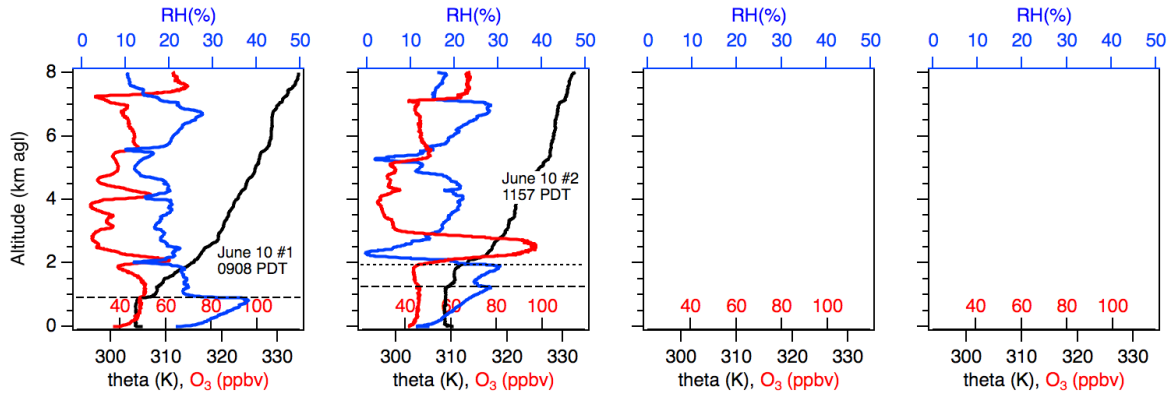 RH(%) RH(%) RH(%) RH(%)
0 10 20 30 40 50 0 10 20 30 40 50 0 10 20 30 40 50 0 10 20 30 40 50
8
6
June 10 #2
1157 PDT
4
Altitude (km agl)
June 10 #1
0908 PDT
2
40 60 80 100 40 60 80 100 40 60 80 100 40 60 80 100
0
300 310 320 330 300 310 320 330 300 310 320 330 300 310 320 330
theta (K), O₃ (ppbv) theta (K), O₃ (ppbv) theta (K), O₃ (ppbv) theta (K), O₃ (ppbv)